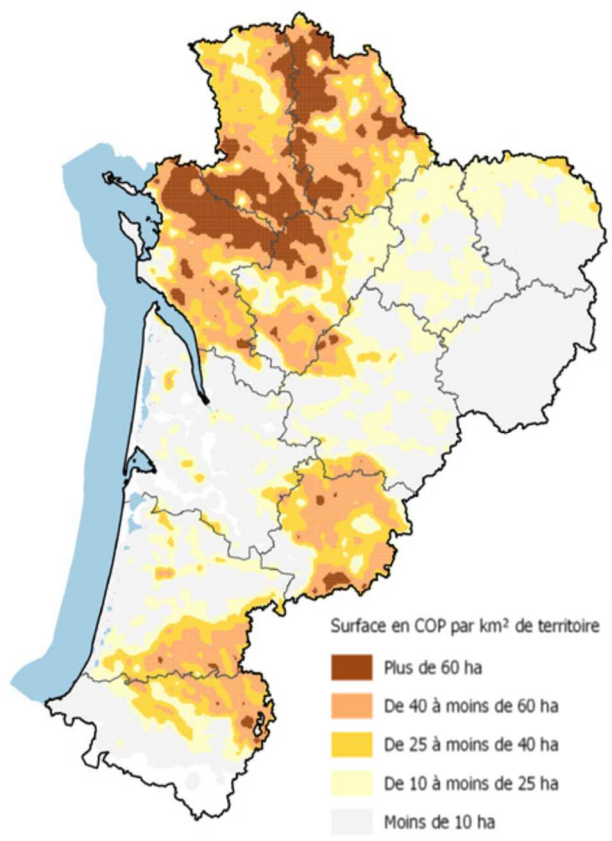 Surface en COP par km² de territoire
Plus de 60 ha
De 40 à moins de 60 ha
De 25 à moins de 40 ha
De 10 à moins de 25 ha
Moins de 10 ha